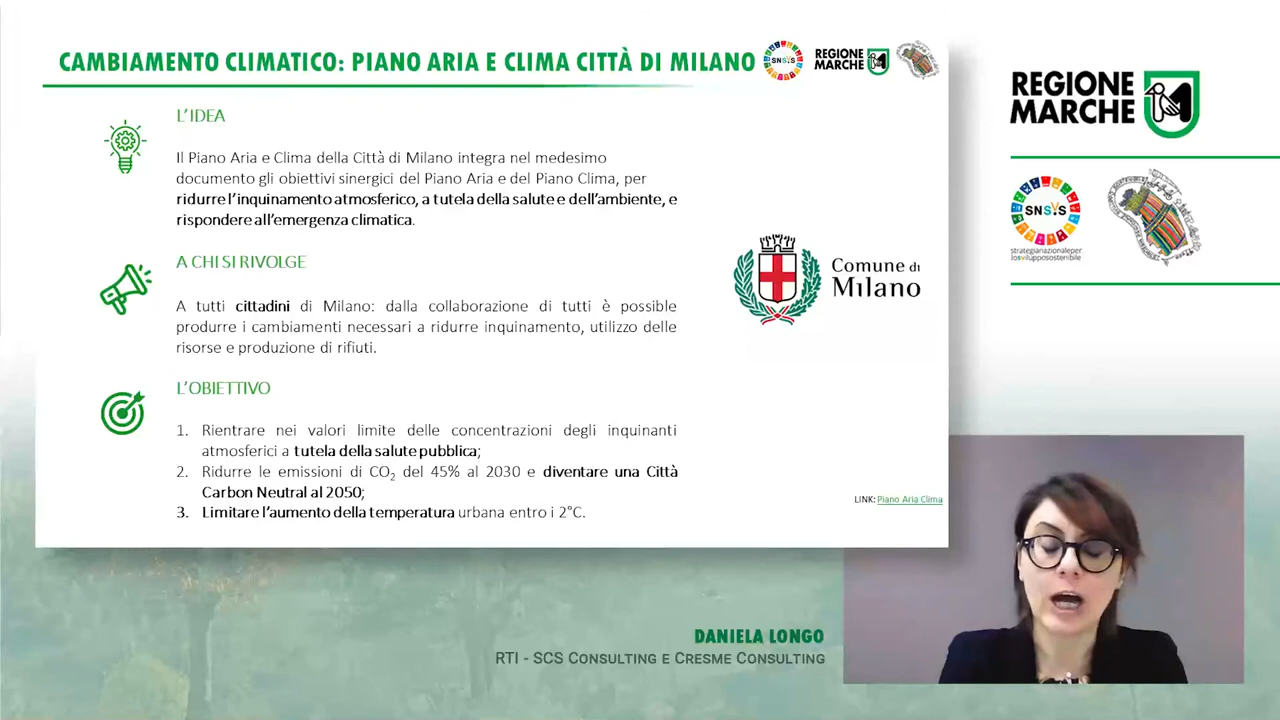 CAMBIAMENTO CLIMATICO: PIANO ARIA E CLIMA CITTÀ DI MILANO
SNSVS
REGIONE
MARCHE
L'IDEA
Il Piano Aria e Clima della Città di Milano integra nel medesimo
documento gli obiettivi sinergici del Piano Aria e del Piano Clima, per
ridurre l'inquinamento atmosferico, a tutela della salute e dell'ambiente, e
rispondere all'emergenza climatica.
A CHI SI RIVOLGE
A tutti cittadini di Milano: dalla collaborazione di tutti è possibile
produrre i cambiamenti necessari a ridurre inquinamento, utilizzo delle
risorse e produzione di rifiuti.
L'OBIETTIVO
1. Rientrare nei valori limite delle concentrazioni degli inquinanti
atmosferici a tutela della salute pubblica;
2. Ridurre le emissioni di CO₂ del 45% al 2030 e diventare una Città
Carbon Neutral al 2050;
3. Limitare l'aumento della temperatura urbana entro i 2°C.
Comune di
Milano
LINK: Piano Aria Clima
REGIONE
MARCHE
SNSVS
strategianazionaleper
losviluppososostenibile
DANIELA LONGO
RTI - SCS CONSULTING E CRESME CONSULTING